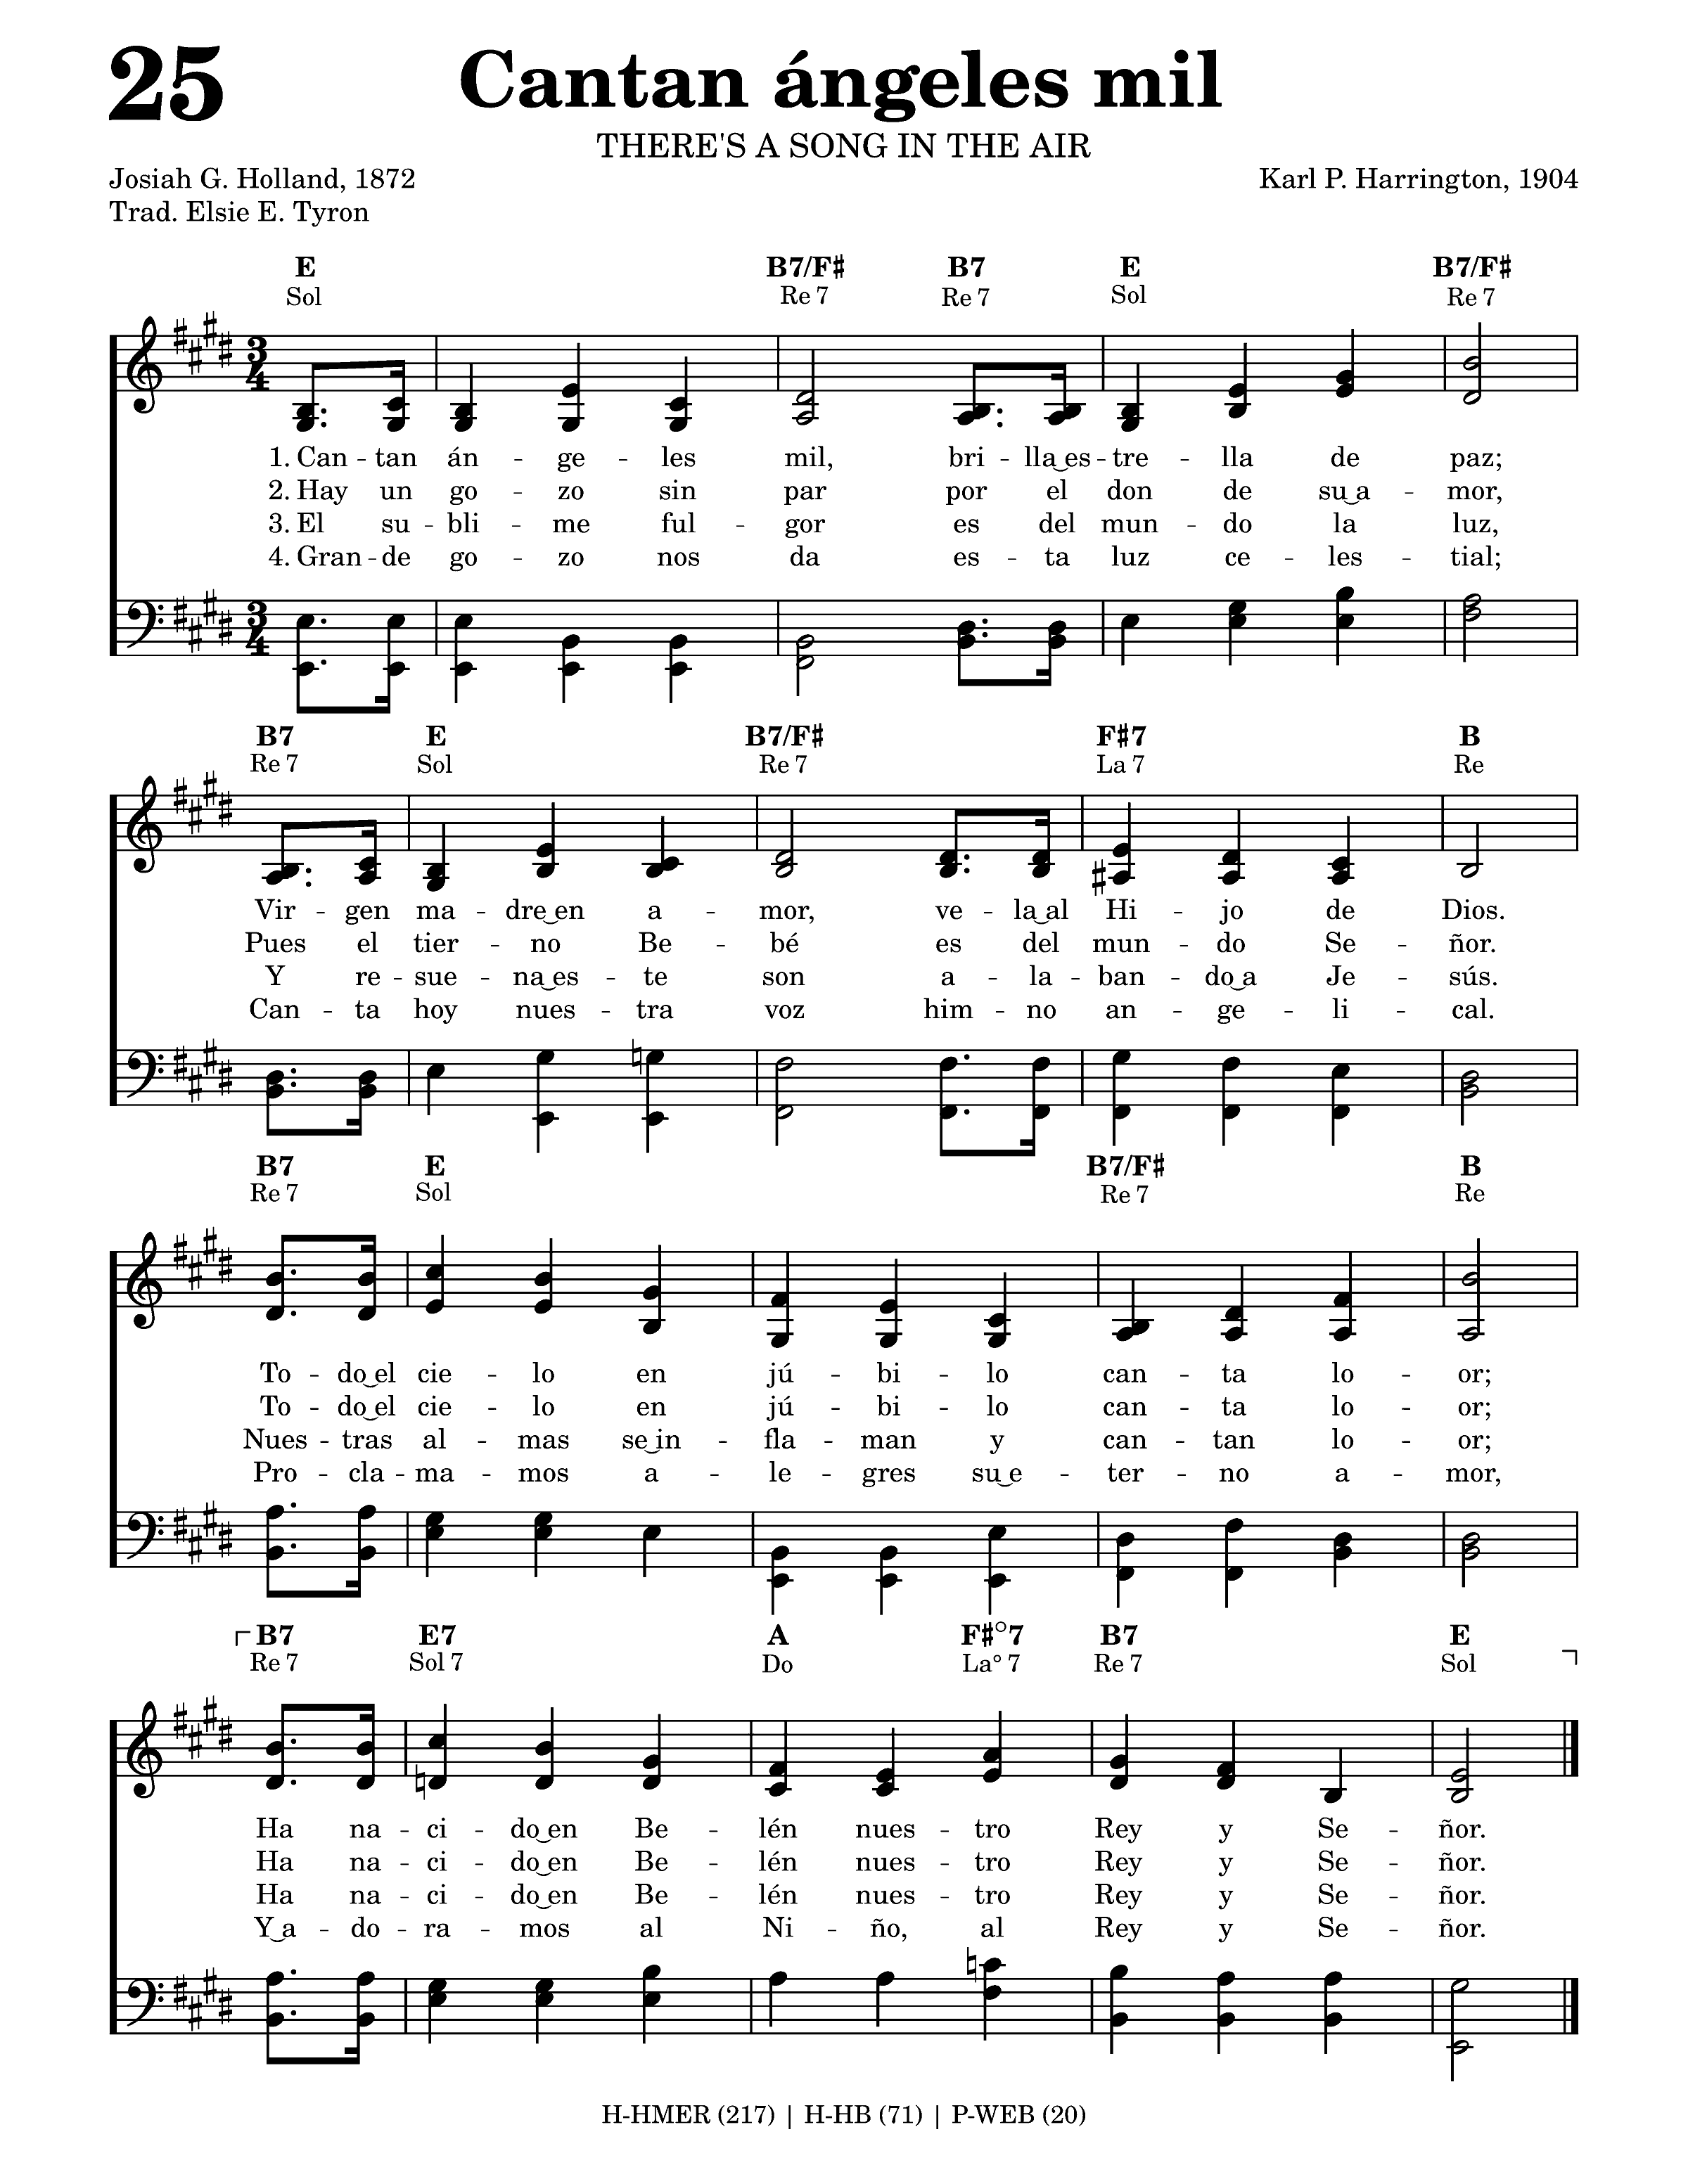 25
Cantan ángeles mil
THERE'S A SONG IN THE AIR
Josiah G. Holland, 1872
Karl P. Harrington, 1904
Trad. Elsie E. Tyron
E B7/F♯ B7 E B7/F♯
Sol Re 7 Re 7 Sol Re 7
3 4
1. Can - tan án - ge - les mil, bri - lla es - tre - lla de paz;
2. Hay un go - zo sin par por el don de su a - mor,
3. El su - bli - me ful - gor es del mun - do la luz,
4. Gran - de go - zo nos da es - ta luz ce - les - tial;
3 4
B7 E B7/F♯ F♯7 B
Re 7 Sol Re 7 La 7 Re
Vir - gen ma - dre en a - mor, ve - la al Hi - jo de Dios.
Pues el tier - no Be - bé es del mun - do Se - ñor.
Y re - sue - na es - te son a - la - ban - do a Je - sús.
Can - ta hoy nues - tra voz him - no an - ge - li - cal.
B7 E B7/F♯ B
Re 7 Sol Re 7 Re
To - do el cie - lo en jú - bi - lo can - ta lo - or;
To - do el cie - lo en jú - bi - lo can - ta lo - or;
Nues - tras al - mas se in - fla - man y can - tan lo - or;
Pro - cla - ma - mos a - le - gres su e - ter - no a - mor,
B7 E7 A F♯°7 B7 E
Re 7 Sol 7 Do La° 7 Re 7 Sol
Ha na - ci - do en Be - lén nues - tro Rey y Se - ñor.
Ha na - ci - do en Be - lén nues - tro Rey y Se - ñor.
Ha na - ci - do en Be - lén nues - tro Rey y Se - ñor.
Y a - do - ra - mos al Ni - ño, al Rey y Se - ñor.
H-HMER (217) | H-HB (71) | P-WEB (20)